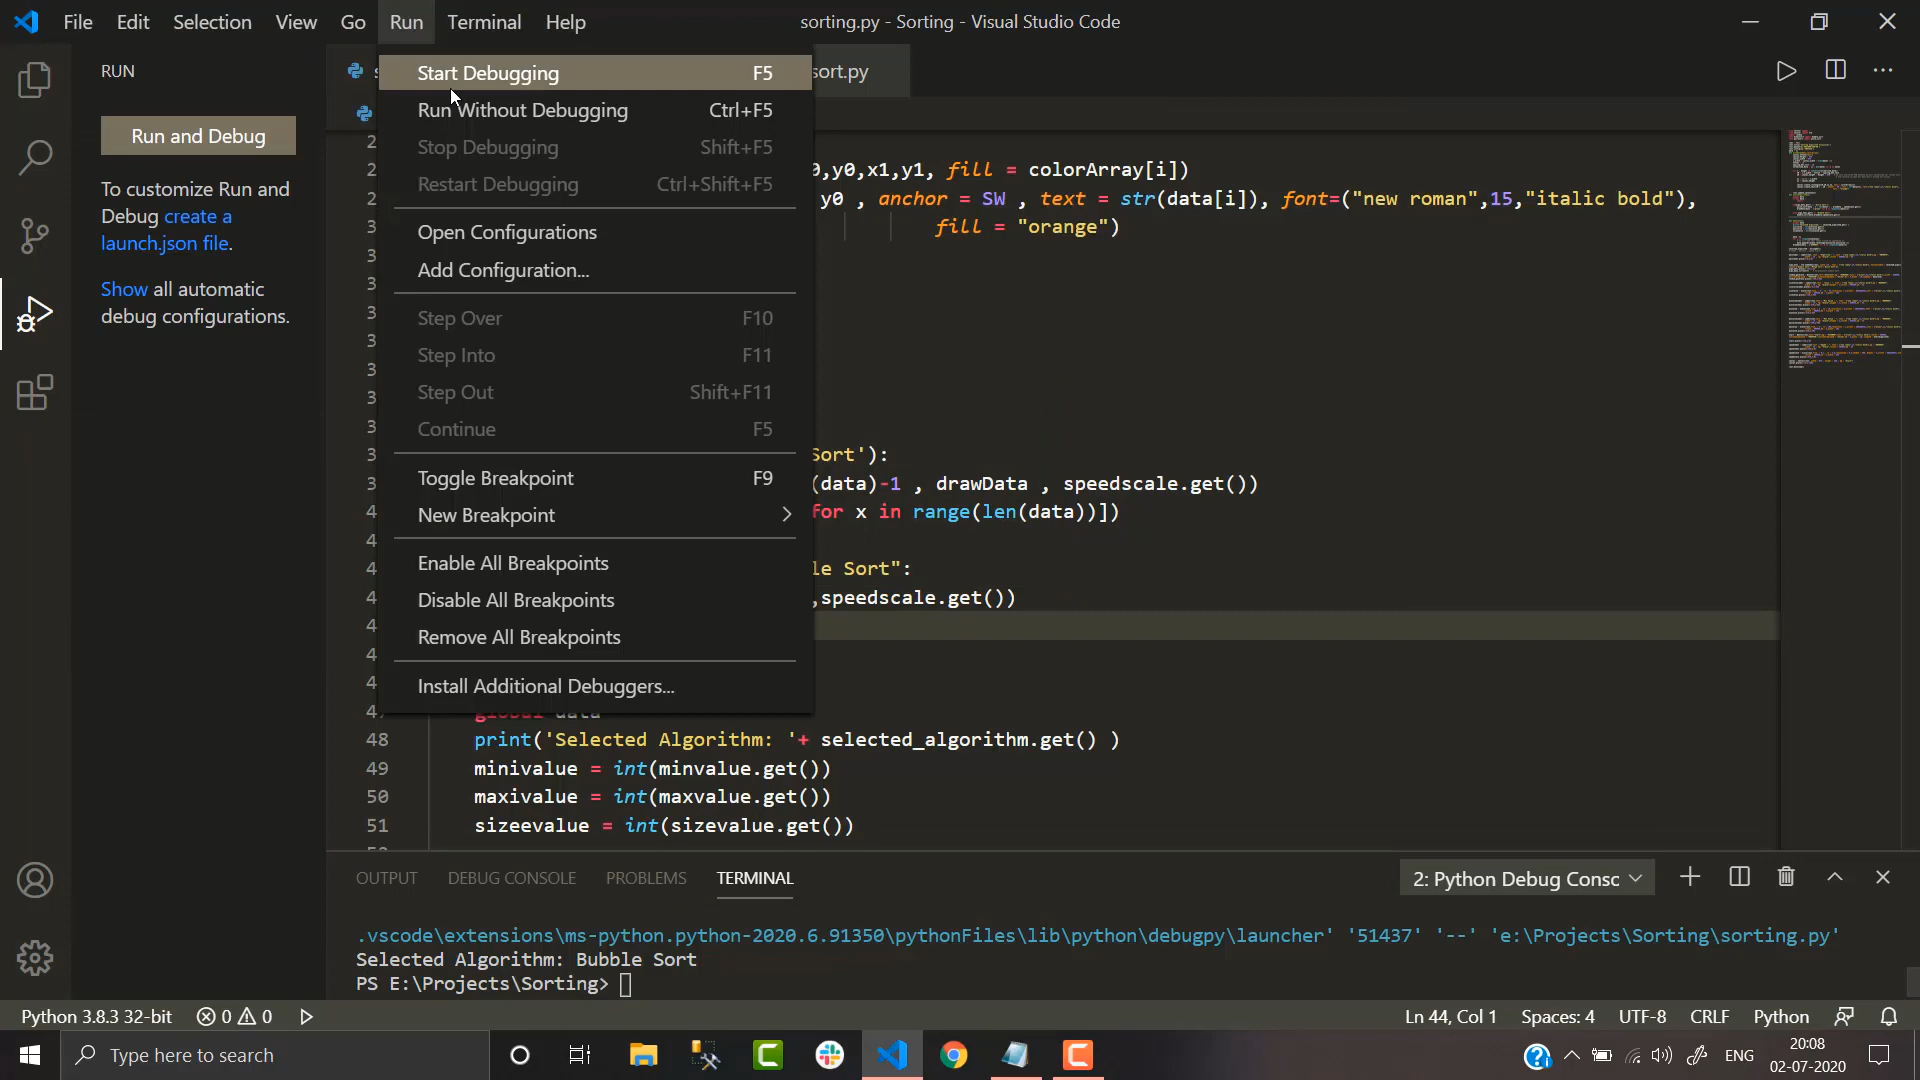 File Edit Selection View Go Run Terminal Help sorting.py - Sorting - Visual Studio Code
RUN
Run and Debug
To customize Run and
Debug create a
launch.json file.
Show all automatic
debug configurations.
Start Debugging F5
Run Without Debugging Ctrl+F5
Stop Debugging Shift+F5
Restart Debugging Ctrl+Shift+F5
Open Configurations
Add Configuration...
Step Over F10
Step Into F11
Step Out Shift+F11
Continue F5
Toggle Breakpoint F9
New Breakpoint
Enable All Breakpoints
Disable All Breakpoints
Remove All Breakpoints
Install Additional Debuggers...
sort.py
0,y0,x1,y1, fill = colorArray[i])
y0 , anchor = SW , text = str(data[i]), font=("new roman",15,"italic bold"),
fill = "orange")
Sort'):
(data)-1 , drawData , speedscale.get())
for x in range(len(data))])
le Sort":
,speedscale.get())
global data
48 print('Selected Algorithm: '+ selected_algorithm.get() )
49 minivalue = int(minvalue.get())
50 maxivalue = int(maxvalue.get())
51 sizeevalue = int(sizevalue.get())
OUTPUT DEBUG CONSOLE PROBLEMS TERMINAL 2: Python Debug Consc
.vscode\extensions\ms-python.python-2020.6.91350\pythonFiles\lib\python\debugpy\launcher' '51437' '--' 'e:\Projects\Sorting\sorting.py'
Selected Algorithm: Bubble Sort
PS E:\Projects\Sorting>
Python 3.8.3 32-bit 0 0 Ln 44, Col 1 Spaces: 4 UTF-8 CRLF Python
Type here to search ENG 20:08
02-07-2020